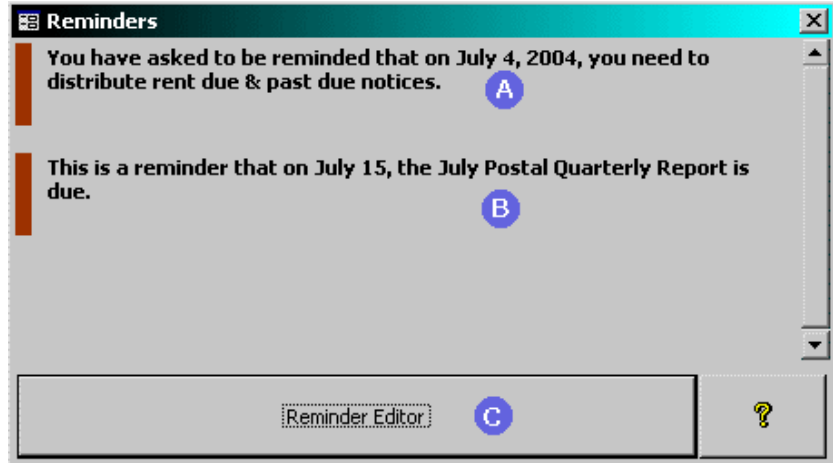 Reminders
You have asked to be reminded that on July 4, 2004, you need to
distribute rent due & past due notices.
A
This is a reminder that on July 15, the July Postal Quarterly Report is
due.
B
Reminder Editor C ?